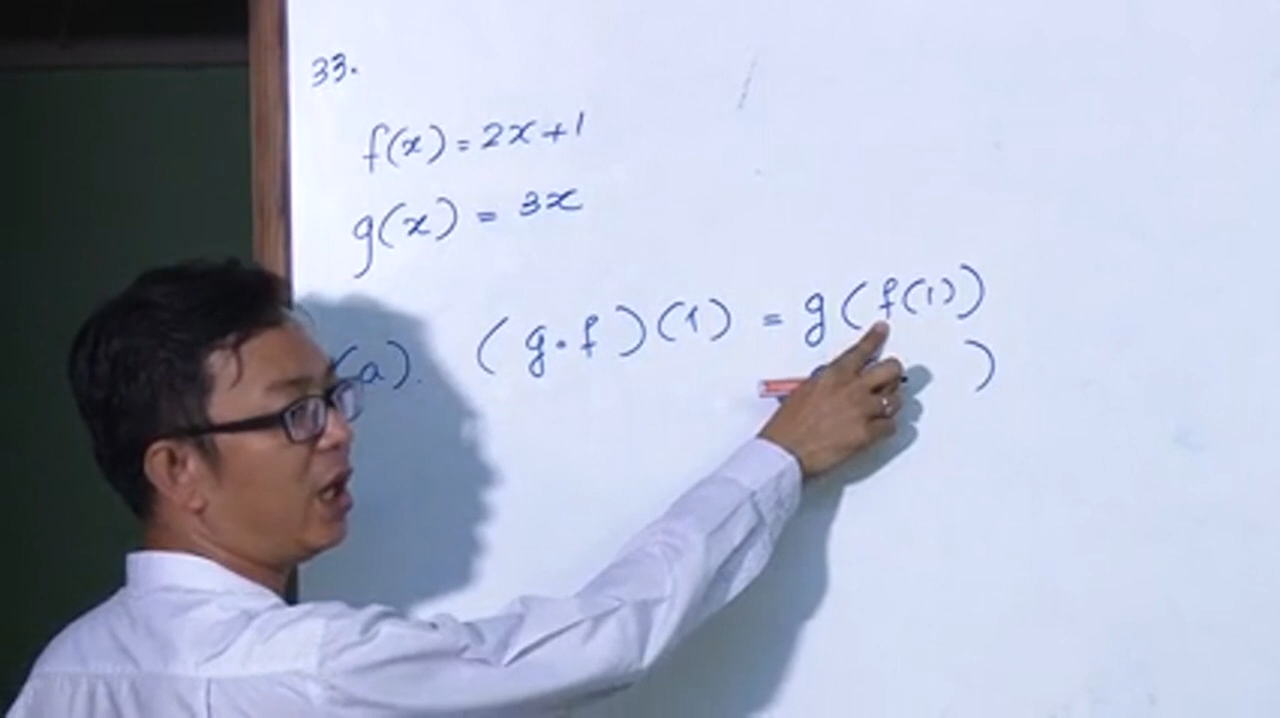 33.
f(x) = 2x+1
g(x) = 3x
(a). (g.f)(1) = g(f(1))
)